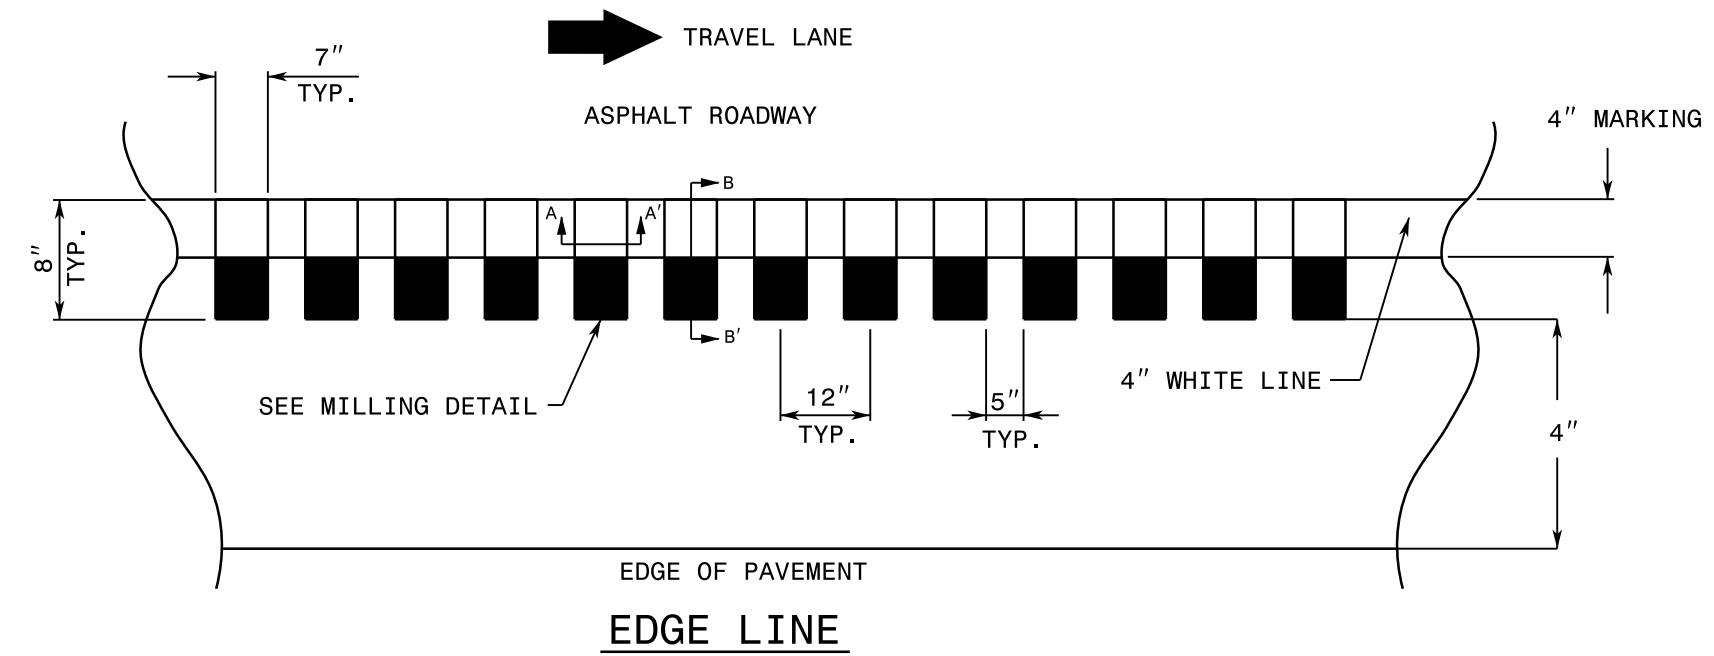 TRAVEL LANE
7"
TYP.
ASPHALT ROADWAY
4" MARKING
B
A
A'
8"
TYP.
B'
4" WHITE LINE
12"
TYP.
5"
TYP.
SEE MILLING DETAIL
4"
EDGE OF PAVEMENT
EDGE LINE